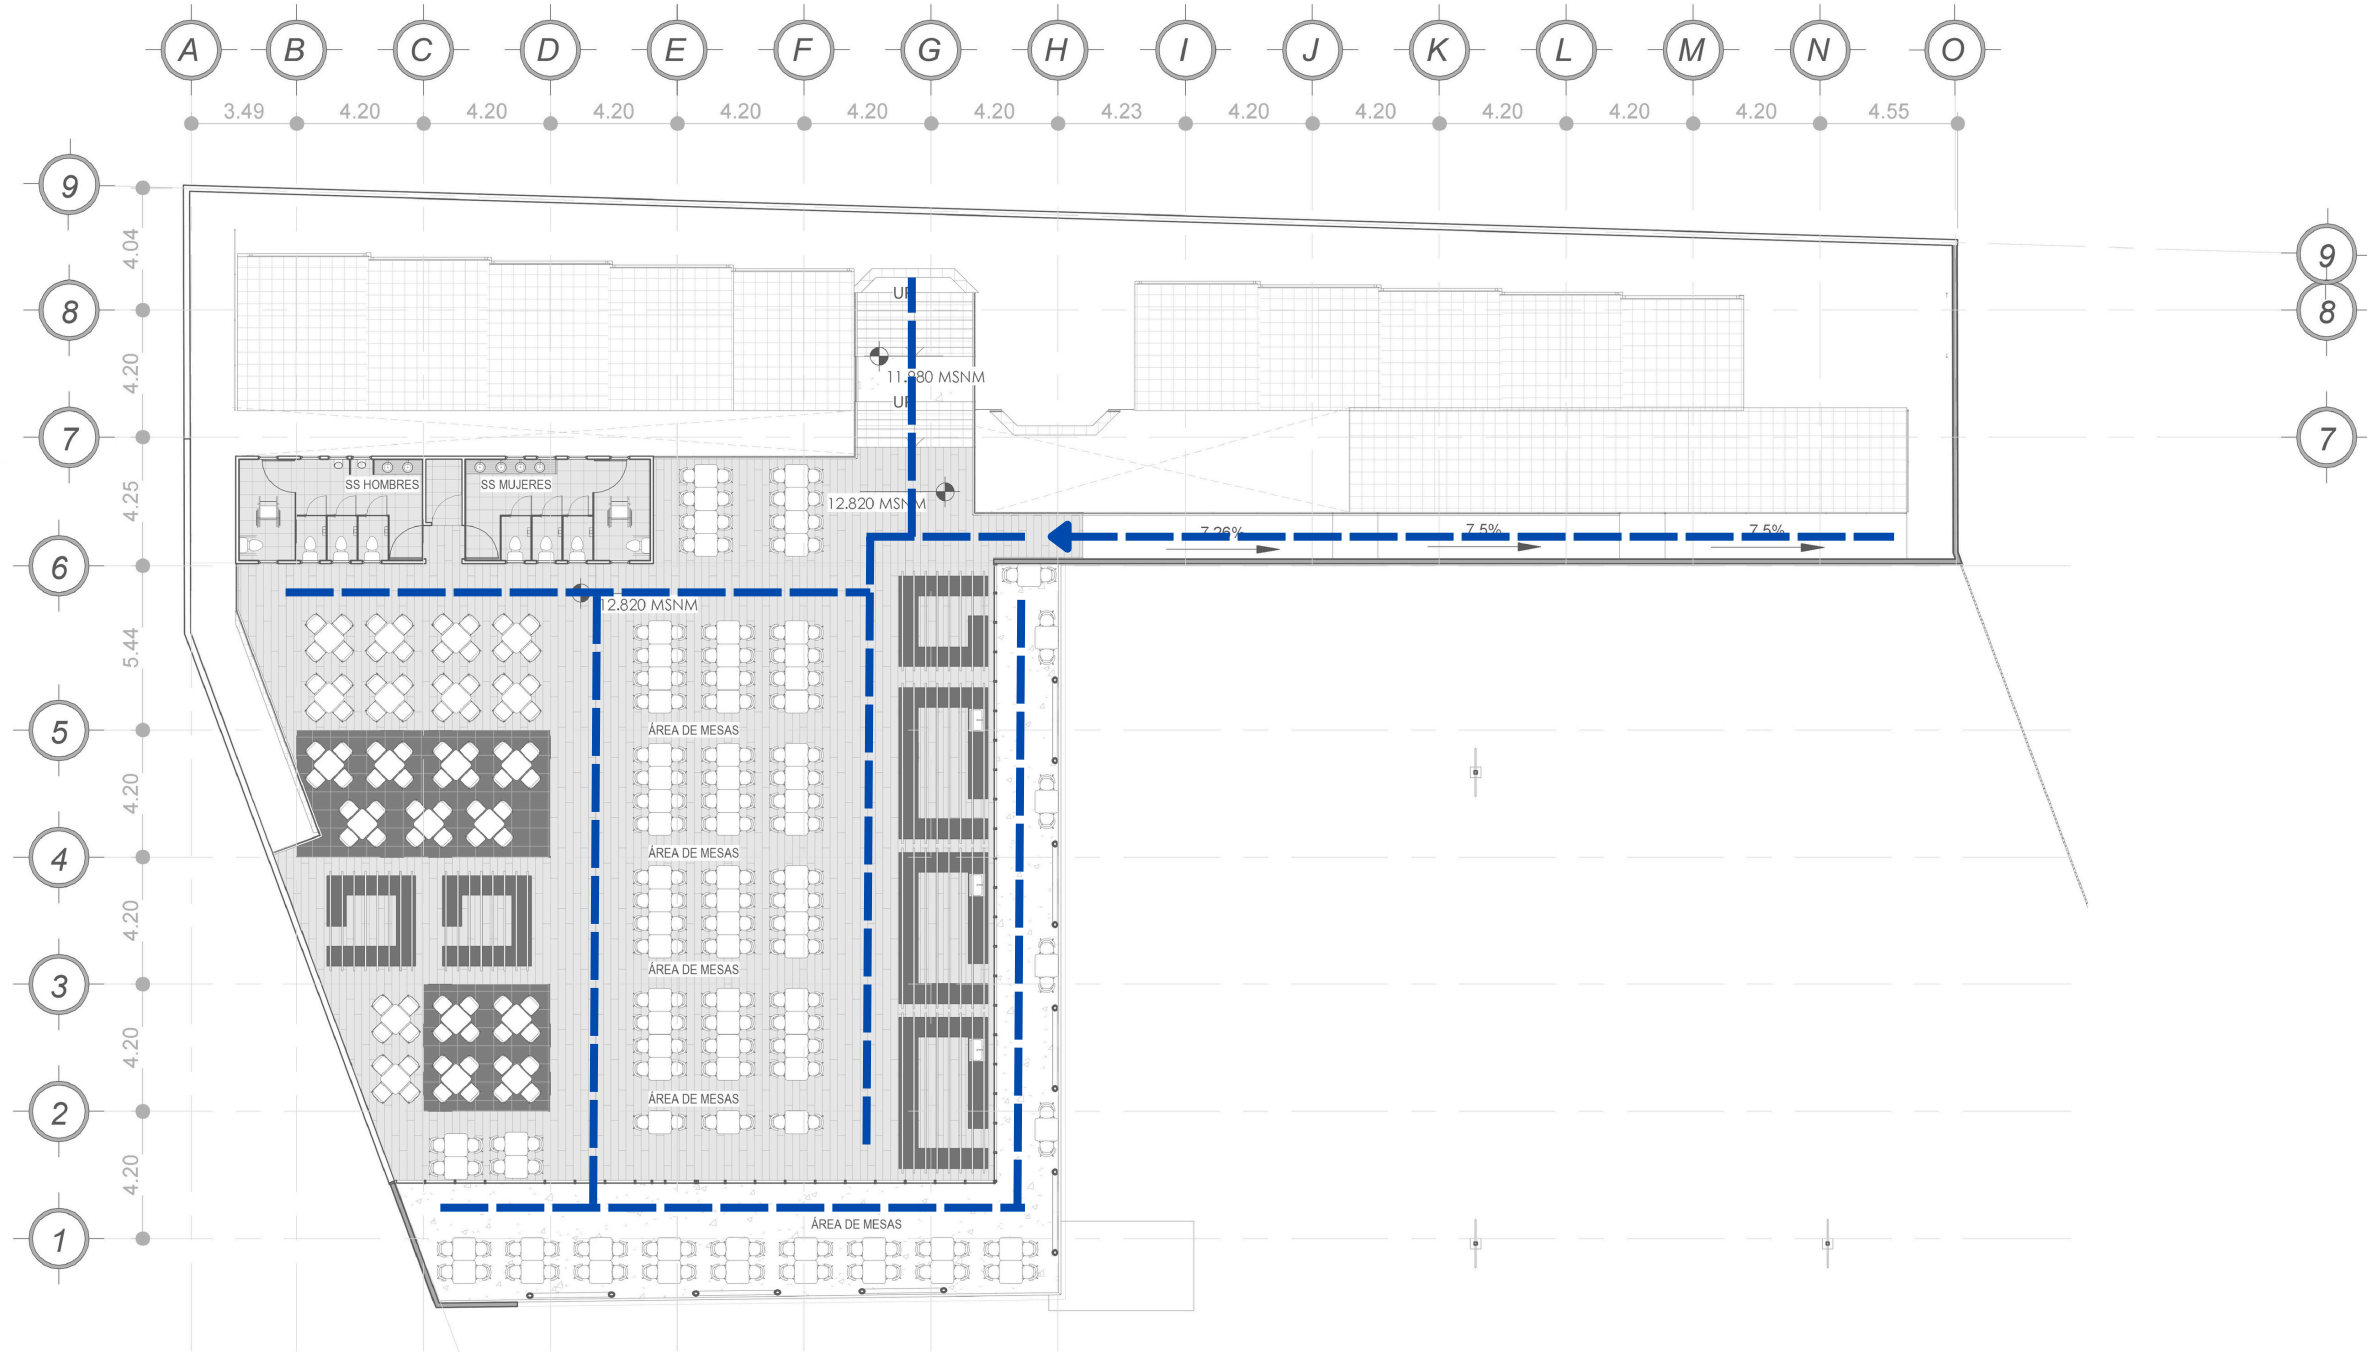 A B C D E F G H I J K L M N O
3.49 4.20 4.20 4.20 4.20 4.20 4.20 4.23 4.20 4.20 4.20 4.20 4.20 4.55
9
4.04
9
8
UP
8
4.20
11.980 MSNM
UP
7
7
4.25
SS HOMBRES SS MUJERES
12.820 MSNM
7.26% 7.5% 7.5%
6
12.820 MSNM
5.44
5
ÁREA DE MESAS
4.20
4
ÁREA DE MESAS
4.20
3
ÁREA DE MESAS
4.20
2
ÁREA DE MESAS
4.20
1
ÁREA DE MESAS